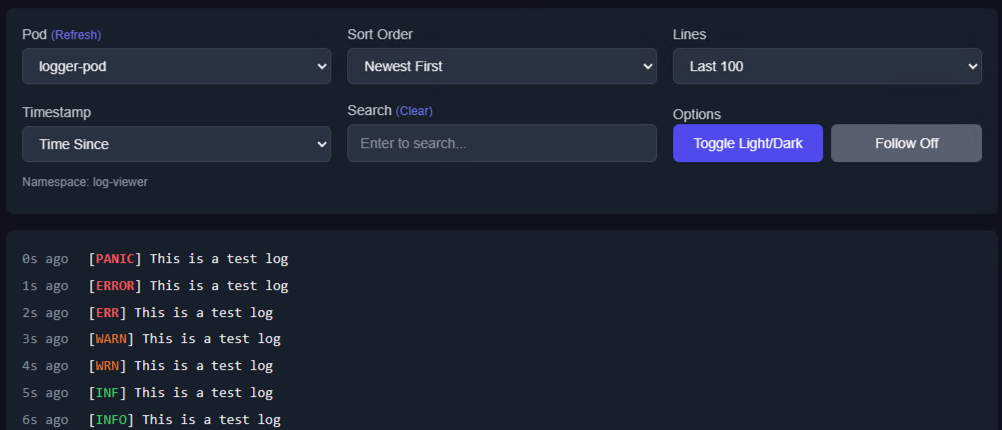 Pod (Refresh)
logger-pod
Sort Order
Newest First
Lines
Last 100
Timestamp
Time Since
Search (Clear)
Enter to search...
Options
Toggle Light/Dark
Follow Off
Namespace: log-viewer
0s ago [PANIC] This is a test log
1s ago [ERROR] This is a test log
2s ago [ERR] This is a test log
3s ago [WARN] This is a test log
4s ago [WRN] This is a test log
5s ago [INF] This is a test log
6s ago [INFO] This is a test log